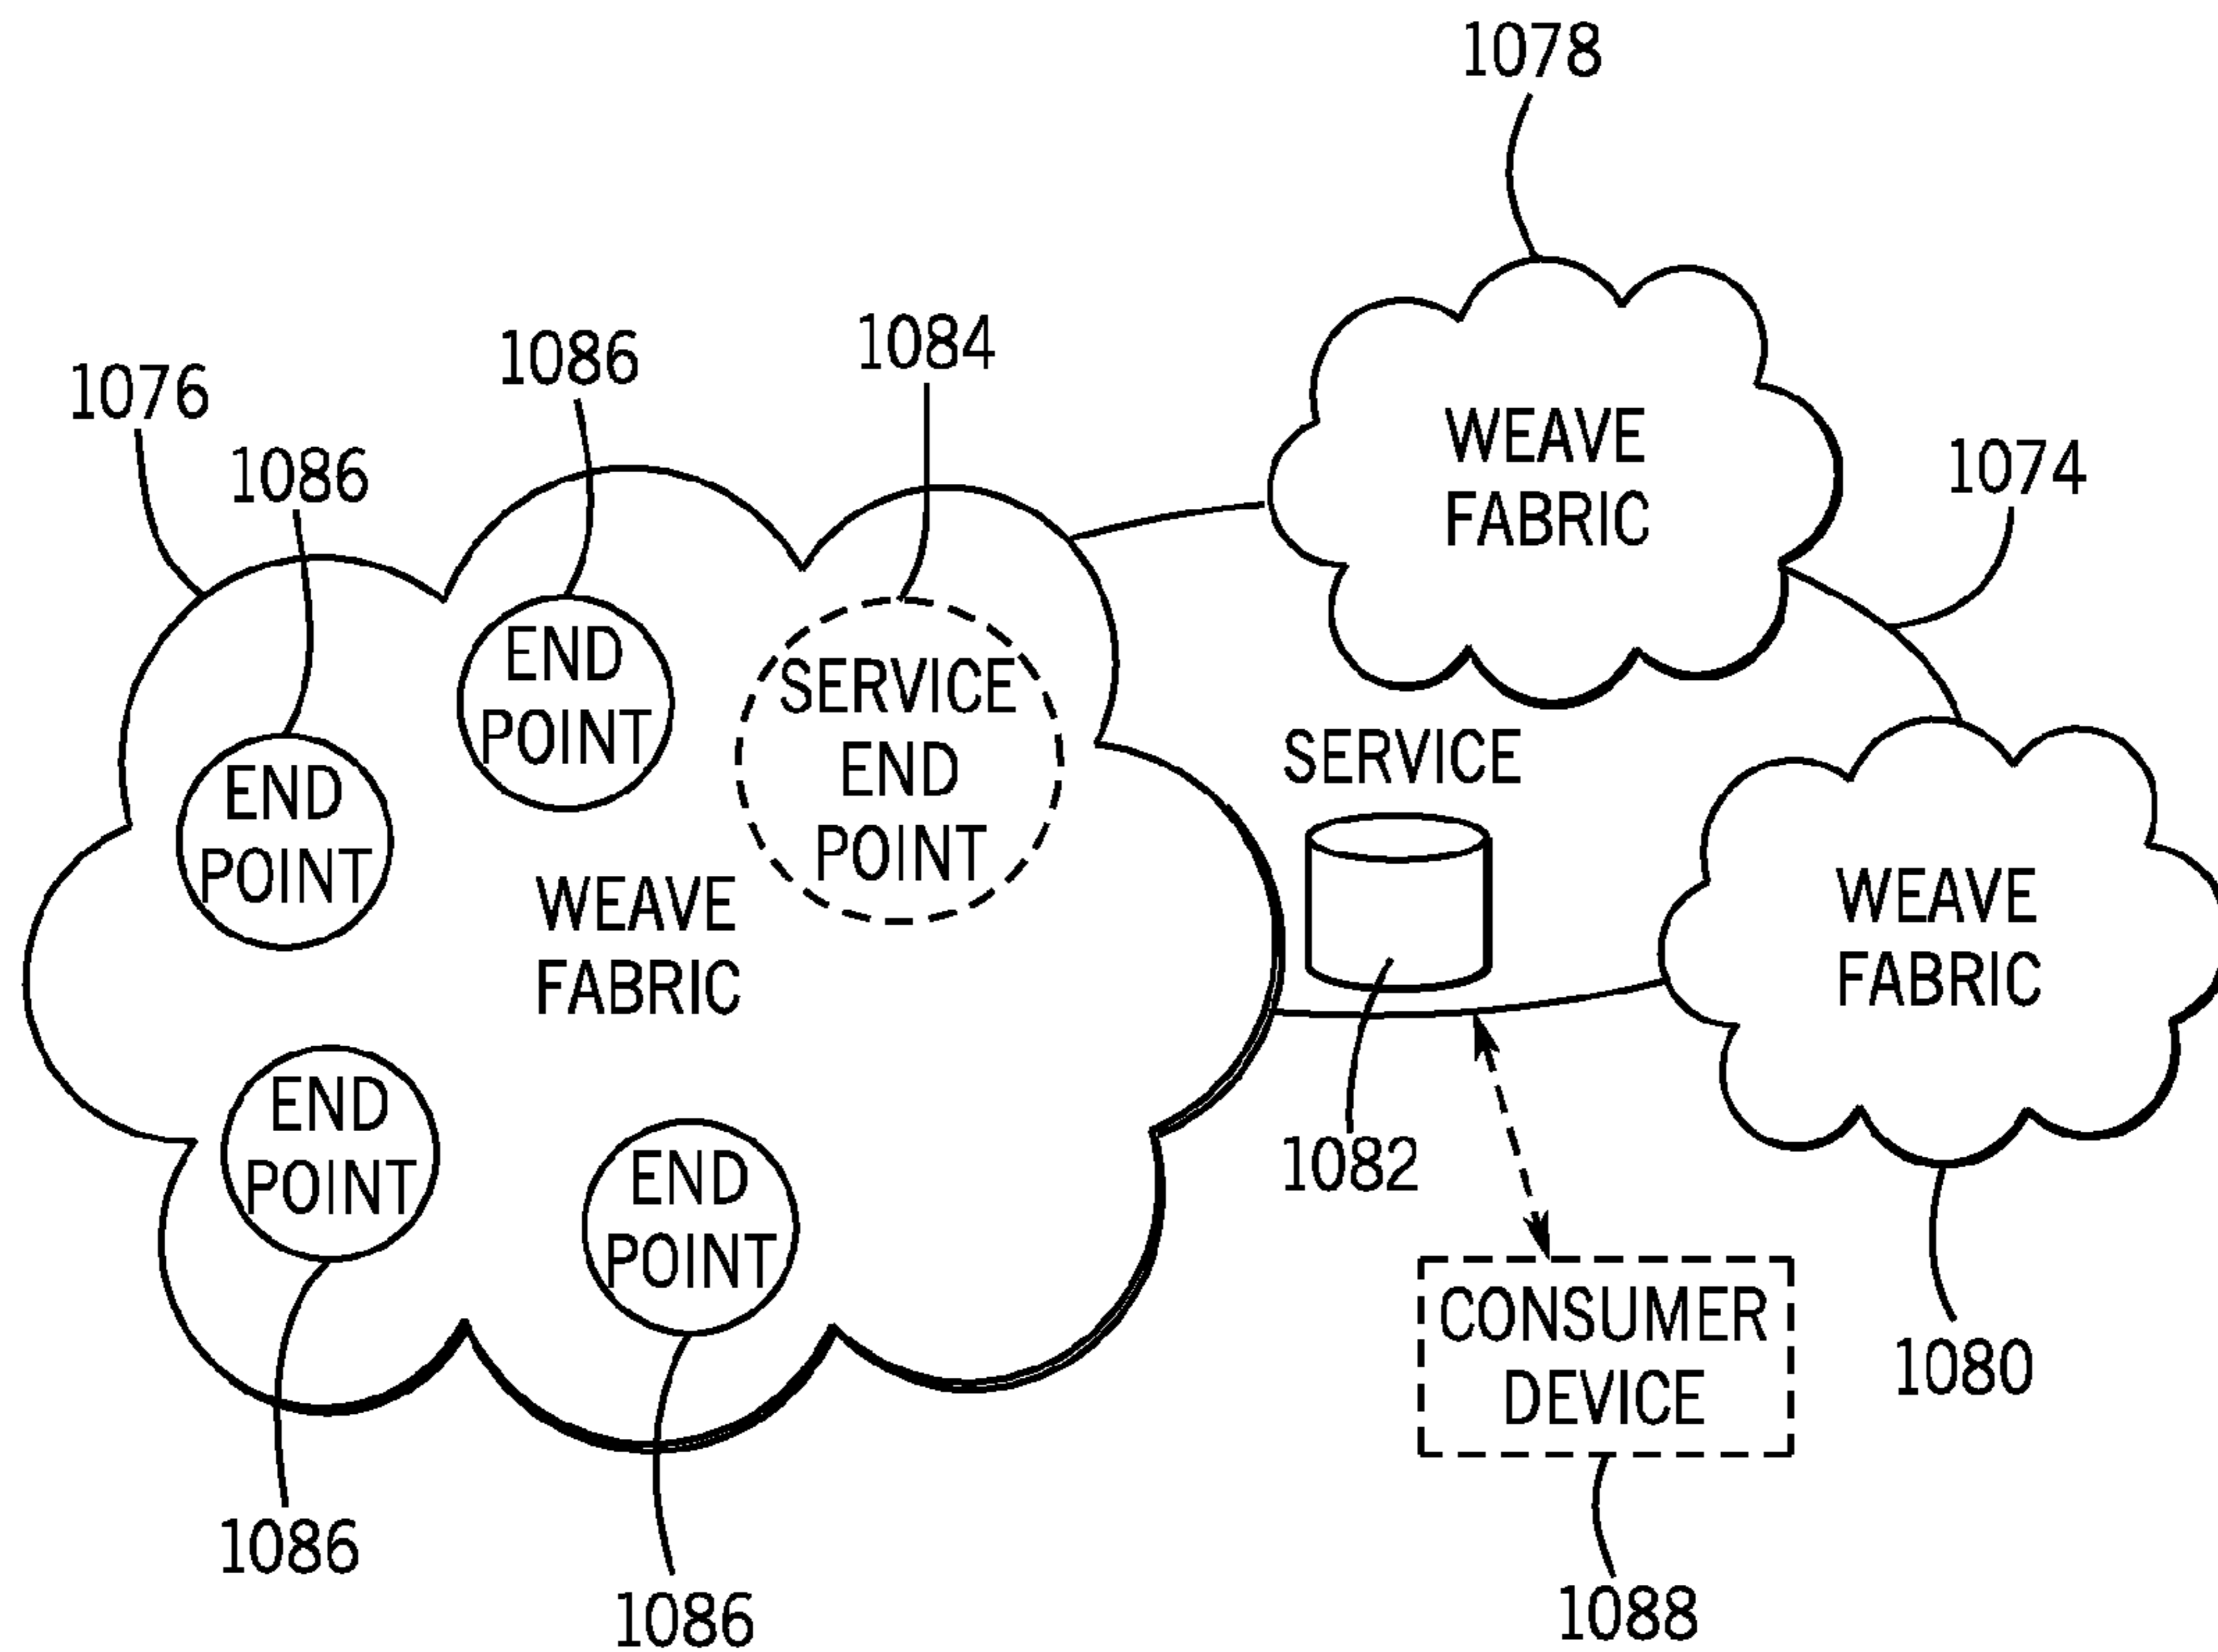 1078
1084
1086
1076
1086
1074
WEAVE
FABRIC
END
POINT
SERVICE
END
POINT
SERVICE
END
POINT
WEAVE
FABRIC
WEAVE
FABRIC
END
POINT
END
POINT
1082
CONSUMER
DEVICE
1080
1086
1086
1088